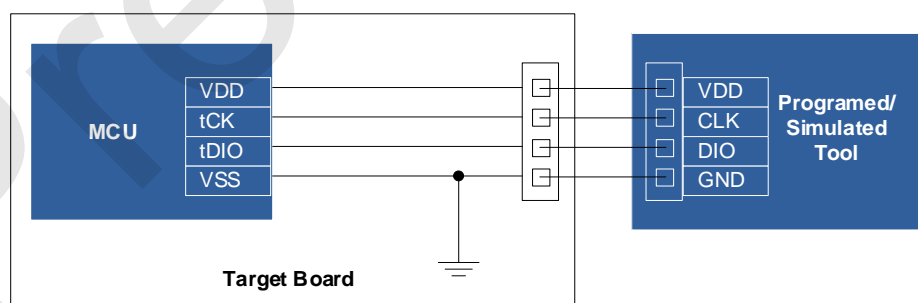 MCU
VDD
tCK
tDIO
VSS
VDD
CLK
DIO
GND
Programed/
Simulated
Tool
Target Board